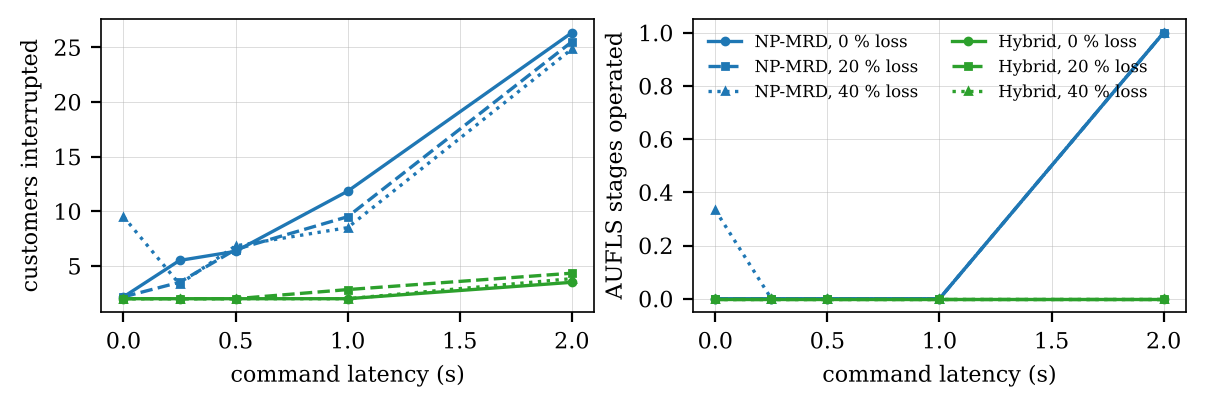 customers interrupted
25
20
15
10
5
0.0 0.5 1.0 1.5 2.0
command latency (s)
AUFLS stages operated
1.0
0.8
0.6
0.4
0.2
0.0
NP-MRD, 0 % loss
NP-MRD, 20 % loss
NP-MRD, 40 % loss
Hybrid, 0 % loss
Hybrid, 20 % loss
Hybrid, 40 % loss
0.0 0.5 1.0 1.5 2.0
command latency (s)